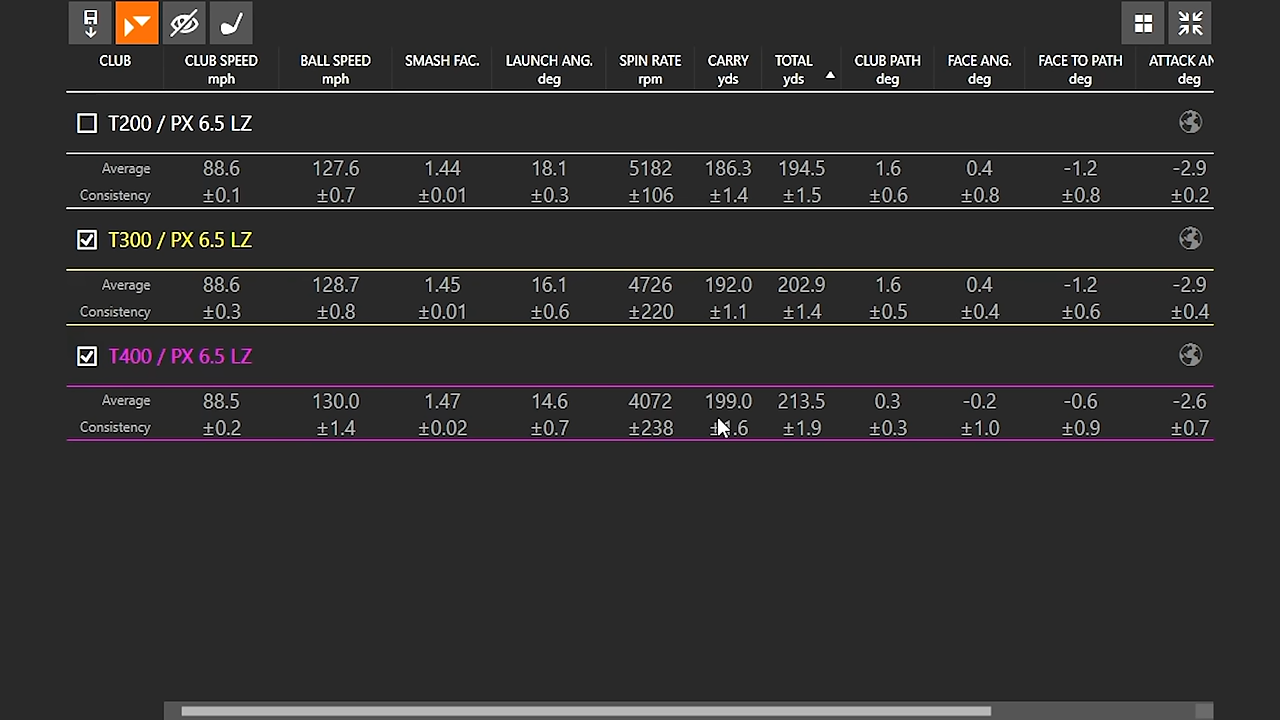 CLUB CLUB SPEED BALL SPEED SMASH FAC. LAUNCH ANG. SPIN RATE CARRY TOTAL CLUB PATH FACE ANG. FACE TO PATH ATTACK AN
mph mph deg rpm yds yds deg deg deg deg
T200 / PX 6.5 LZ
Average 88.6 127.6 1.44 18.1 5182 186.3 194.5 1.6 0.4 -1.2 -2.9
Consistency ±0.1 ±0.7 ±0.01 ±0.3 ±106 ±1.4 ±1.5 ±0.6 ±0.8 ±0.8 ±0.2
T300 / PX 6.5 LZ
Average 88.6 128.7 1.45 16.1 4726 192.0 202.9 1.6 0.4 -1.2 -2.9
Consistency ±0.3 ±0.8 ±0.01 ±0.6 ±220 ±1.1 ±1.4 ±0.5 ±0.4 ±0.6 ±0.4
T400 / PX 6.5 LZ
Average 88.5 130.0 1.47 14.6 4072 199.0 213.5 0.3 -0.2 -0.6 -2.6
Consistency ±0.2 ±1.4 ±0.02 ±0.7 ±238 ±1.9 ±0.3 ±1.0 ±0.9 ±0.7